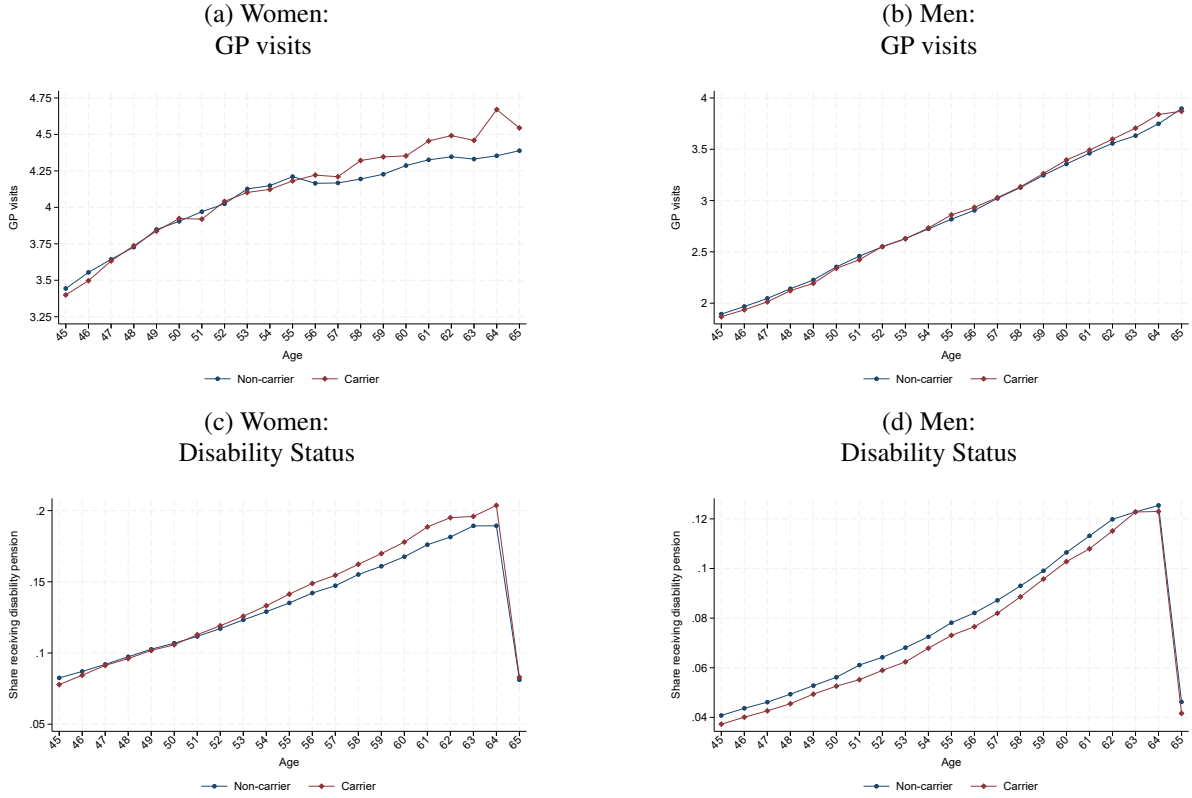 (a) Women:
GP visits
4.75
4.5
4.25
4
3.75
3.5
3.25
GP visits
45 46 47 48 49 50 51 52 53 54 55 56 57 58 59 60 61 62 63 64 65
Age
Non-carrier Carrier
(b) Men:
GP visits
4
3.5
3
2.5
2
GP visits
45 46 47 48 49 50 51 52 53 54 55 56 57 58 59 60 61 62 63 64 65
Age
Non-carrier Carrier
(c) Women:
Disability Status
.2
.15
.1
.05
Share receiving disability pension
45 46 47 48 49 50 51 52 53 54 55 56 57 58 59 60 61 62 63 64 65
Age
Non-carrier Carrier
(d) Men:
Disability Status
.12
.1
.08
.06
.04
Share receiving disability pension
45 46 47 48 49 50 51 52 53 54 55 56 57 58 59 60 61 62 63 64 65
Age
Non-carrier Carrier